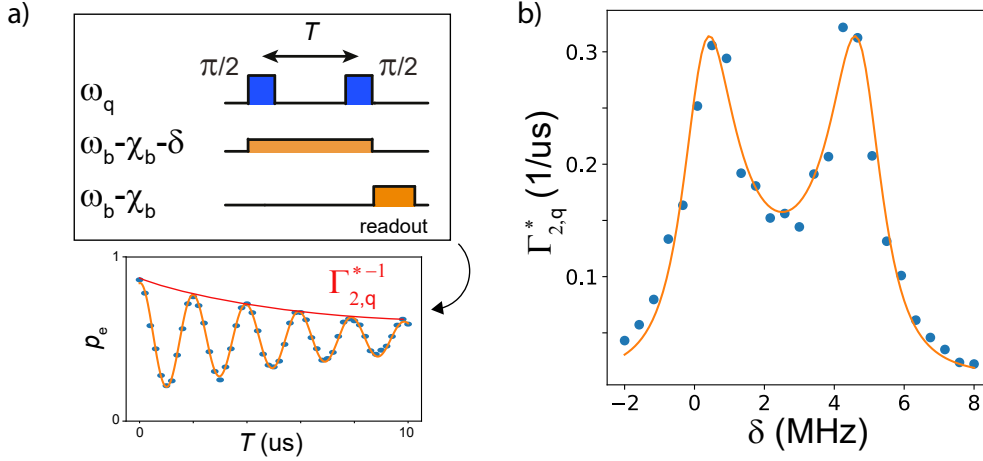 a)
T
π/2
π/2
ω_q
ω_b-χ_b-δ
ω_b-χ_b
readout
1
Γ*⁻¹_2,q
p_e
0
0
10
T (us)
b)
0.3
0.2
0.1
Γ*_2,q (1/us)
−2
0
2
4
6
8
δ (MHz)